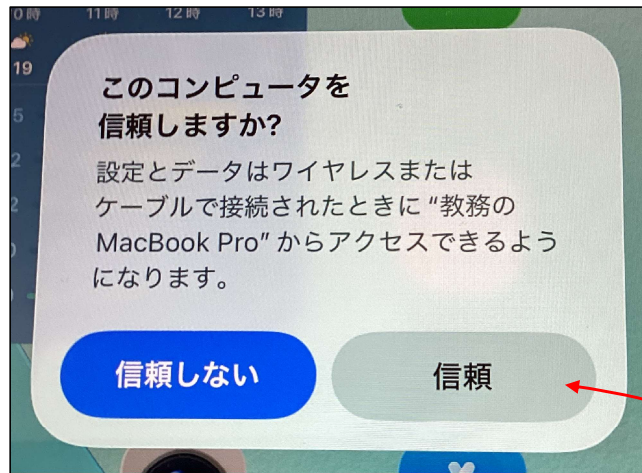 0時 11時 12時 13時
19
5
2
2
0
このコンピュータを
信頼しますか?
設定とデータはワイヤレスまたは
ケーブルで接続されたときに “教務の
MacBook Pro” からアクセスできるよう
になります。
信頼しない
信頼